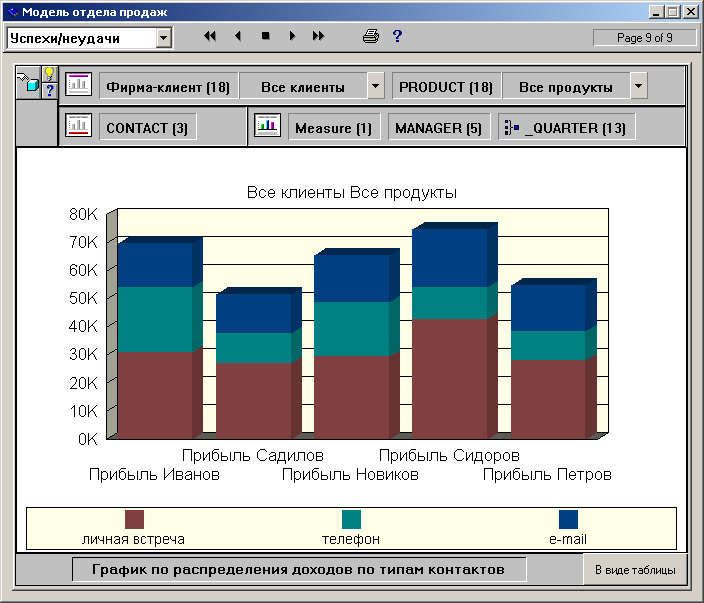 Модель отдела продаж
Успехи/неудачи
?
Page 9 of 9
?
Фирма-клиент (18)
Все клиенты
PRODUCT (18)
Все продукты
CONTACT (3)
Measure (1)
MANAGER (5)
_QUARTER (13)
Все клиенты Все продукты
80K
70K
60K
50K
40K
30K
20K
10K
0K
Прибыль Садилов
Прибыль Сидоров
Прибыль Иванов
Прибыль Новиков
Прибыль Петров
личная встреча
телефон
e-mail
График по распределения доходов по типам контактов
В виде таблицы